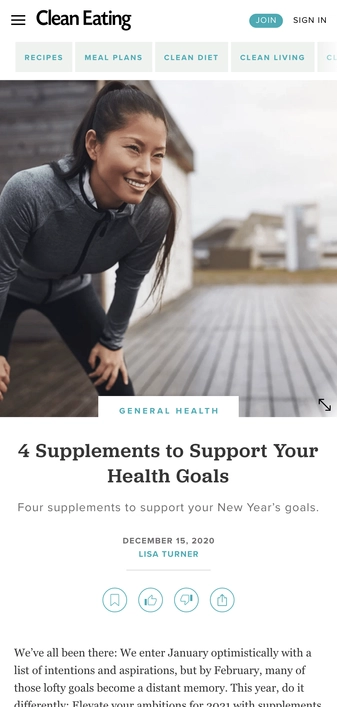 Clean Eating
JOIN
SIGN IN
RECIPES
MEAL PLANS
CLEAN DIET
CLEAN LIVING
GENERAL HEALTH
4 Supplements to Support Your
Health Goals
Four supplements to support your New Year's goals.
DECEMBER 15, 2020
LISA TURNER
We've all been there: We enter January optimistically with a
list of intentions and aspirations, but by February, many of
those lofty goals become a distant memory. This year, do it
differently: Elevate your ambitions for 2021 with supplements